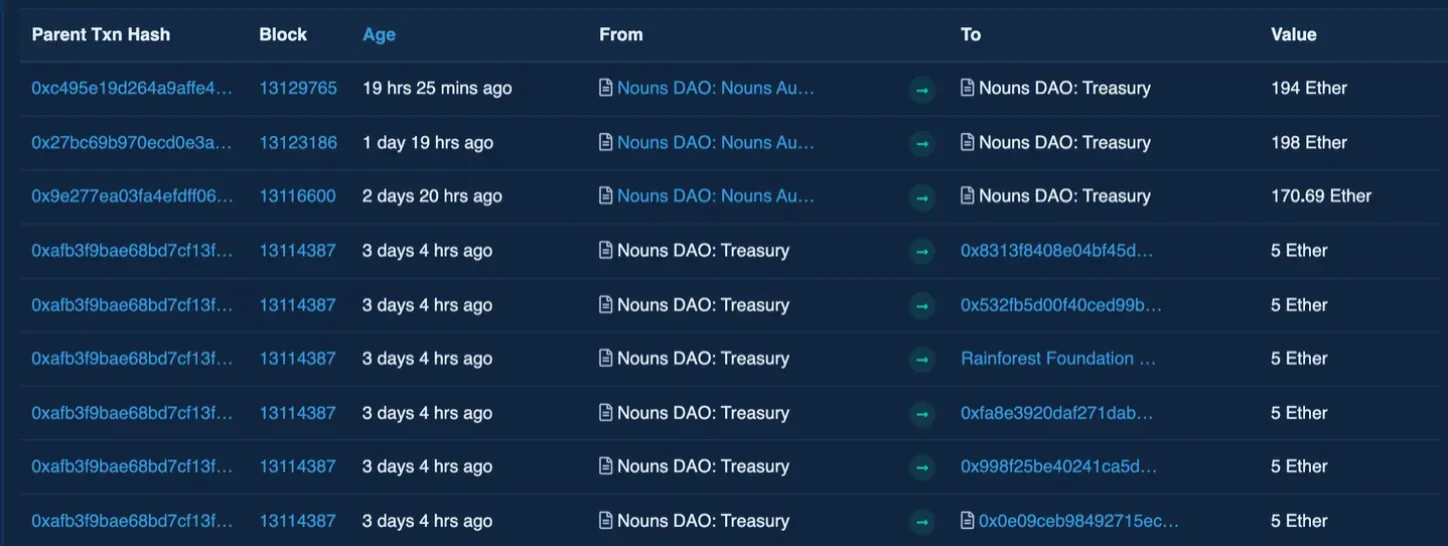 Parent Txn Hash Block Age From To Value
0xc495e19d264a9affe4... 13129765 19 hrs 25 mins ago Nouns DAO: Nouns Au... → Nouns DAO: Treasury 194 Ether
0x27bc69b970ecd0e3a... 13123186 1 day 19 hrs ago Nouns DAO: Nouns Au... → Nouns DAO: Treasury 198 Ether
0x9e277ea03fa4efdff06... 13116600 2 days 20 hrs ago Nouns DAO: Nouns Au... → Nouns DAO: Treasury 170.69 Ether
0xafb3f9bae68bd7cf13f... 13114387 3 days 4 hrs ago Nouns DAO: Treasury → 0x8313f8408e04bf45d... 5 Ether
0xafb3f9bae68bd7cf13f... 13114387 3 days 4 hrs ago Nouns DAO: Treasury → 0x532fb5d00f40ced99b... 5 Ether
0xafb3f9bae68bd7cf13f... 13114387 3 days 4 hrs ago Nouns DAO: Treasury → Rainforest Foundation ... 5 Ether
0xafb3f9bae68bd7cf13f... 13114387 3 days 4 hrs ago Nouns DAO: Treasury → 0xfa8e3920daf271dab... 5 Ether
0xafb3f9bae68bd7cf13f... 13114387 3 days 4 hrs ago Nouns DAO: Treasury → 0x998f25be40241ca5d... 5 Ether
0xafb3f9bae68bd7cf13f... 13114387 3 days 4 hrs ago Nouns DAO: Treasury → 0x0e09ceb98492715ec... 5 Ether